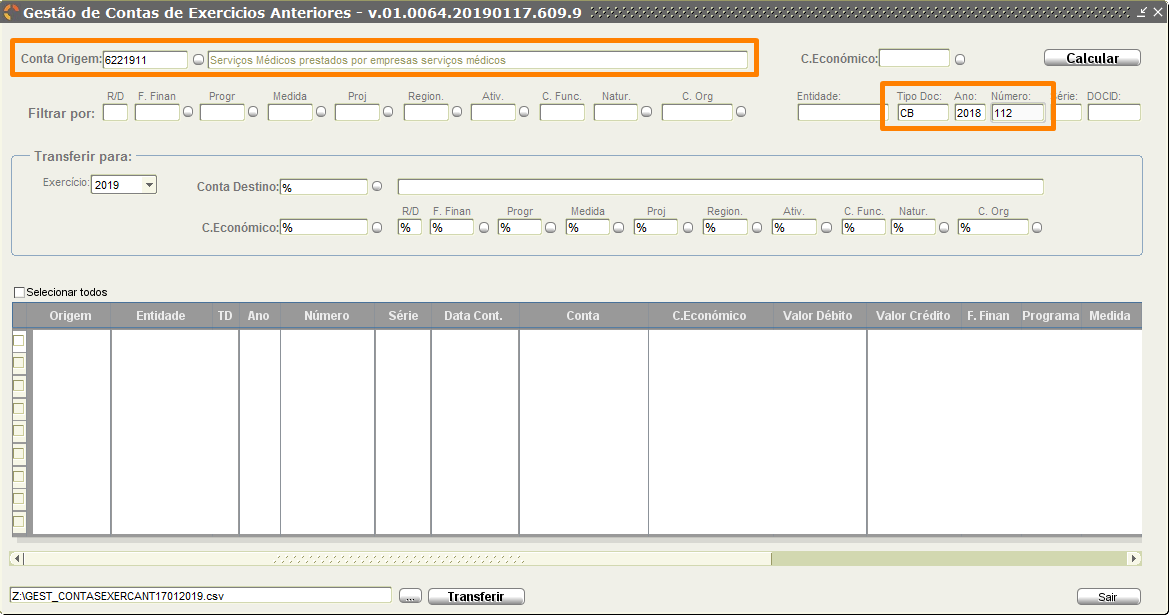 Gestão de Contas de Exercicios Anteriores - v.01.0064.20190117.609.9
Conta Origem: 6221911 Serviços Médicos prestados por empresas serviços médicos C.Económico: Calcular
R/D F. Finan Progr Medida Proj Region. Ativ. C. Func. Natur. C. Org Entidade: Tipo Doc: Ano: Número: érie: DOCID:
Filtrar por: CB 2018 112
Transferir para:
Exercício: 2019 Conta Destino: %
R/D F. Finan Progr Medida Proj Region. Ativ. C. Func. Natur. C. Org
C.Económico: % % % % % % % % % % %
Selecionar todos
Origem Entidade TD Ano Número Série Data Cont. Conta C.Económico Valor Débito Valor Crédito F. Finan Programa Medida
Z:\GEST_CONTASEXERCANT17012019.csv ... Transferir Sair